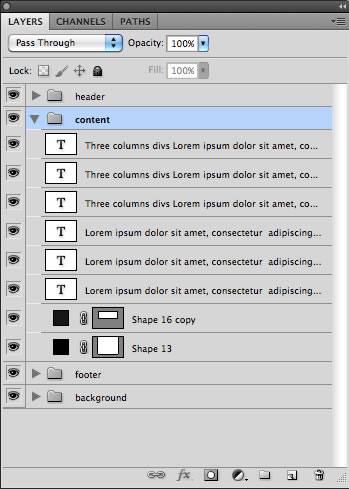 LAYERS CHANNELS PATHS
Pass Through Opacity: 100%
Lock: Fill: 100%
header
content
T Three columns divs Lorem ipsum dolor sit amet, co...
T Three columns divs Lorem ipsum dolor sit amet, co...
T Three columns divs Lorem ipsum dolor sit amet, co...
T Lorem ipsum dolor sit amet, consectetur adipiscing...
T Lorem ipsum dolor sit amet, consectetur adipiscing...
T Lorem ipsum dolor sit amet, consectetur adipiscing...
Shape 16 copy
Shape 13
footer
background
fx